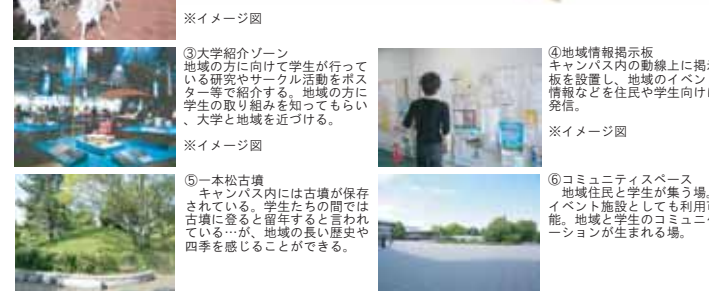 ※イメージ図
③大学紹介ゾーン
地域の方に向けて学生が行って
いる研究やサークル活動をポス
ター等で紹介する。地域の方に
学生の取り組みを知ってもらい
、大学と地域を近づける。
※イメージ図
④地域情報掲示板
キャンパス内の動線上に掲示
板を設置し、地域のイベント
情報などを住民や学生向けに
発信。
※イメージ図
⑤一本松古墳
キャンパス内には古墳が保存
されている。学生たちの間では
古墳に登ると留年すると言われ
ている…が、地域の長い歴史や
四季を感じることができる。
⑥コミュニティスペース
地域住民と学生が集う場。
イベント施設としても利用可
能。地域と学生のコミュニケ
ーションが生まれる場。